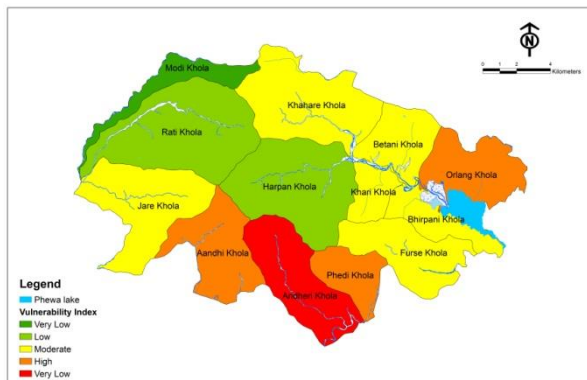 N
0 1 2 4
Kilometers
Modi Khola
Khahare Khola
Rati Khola
Betani Khola
Orlang Khola
Harpan Khola
Khari Khola
Jare Khola
Bhirpani Khola
Aandhi Khola
Furse Khola
Phedi Khola
Andheri Khola
Legend
Phewa lake
Vulnerability Index
Very Low
Low
Moderate
High
Very Low